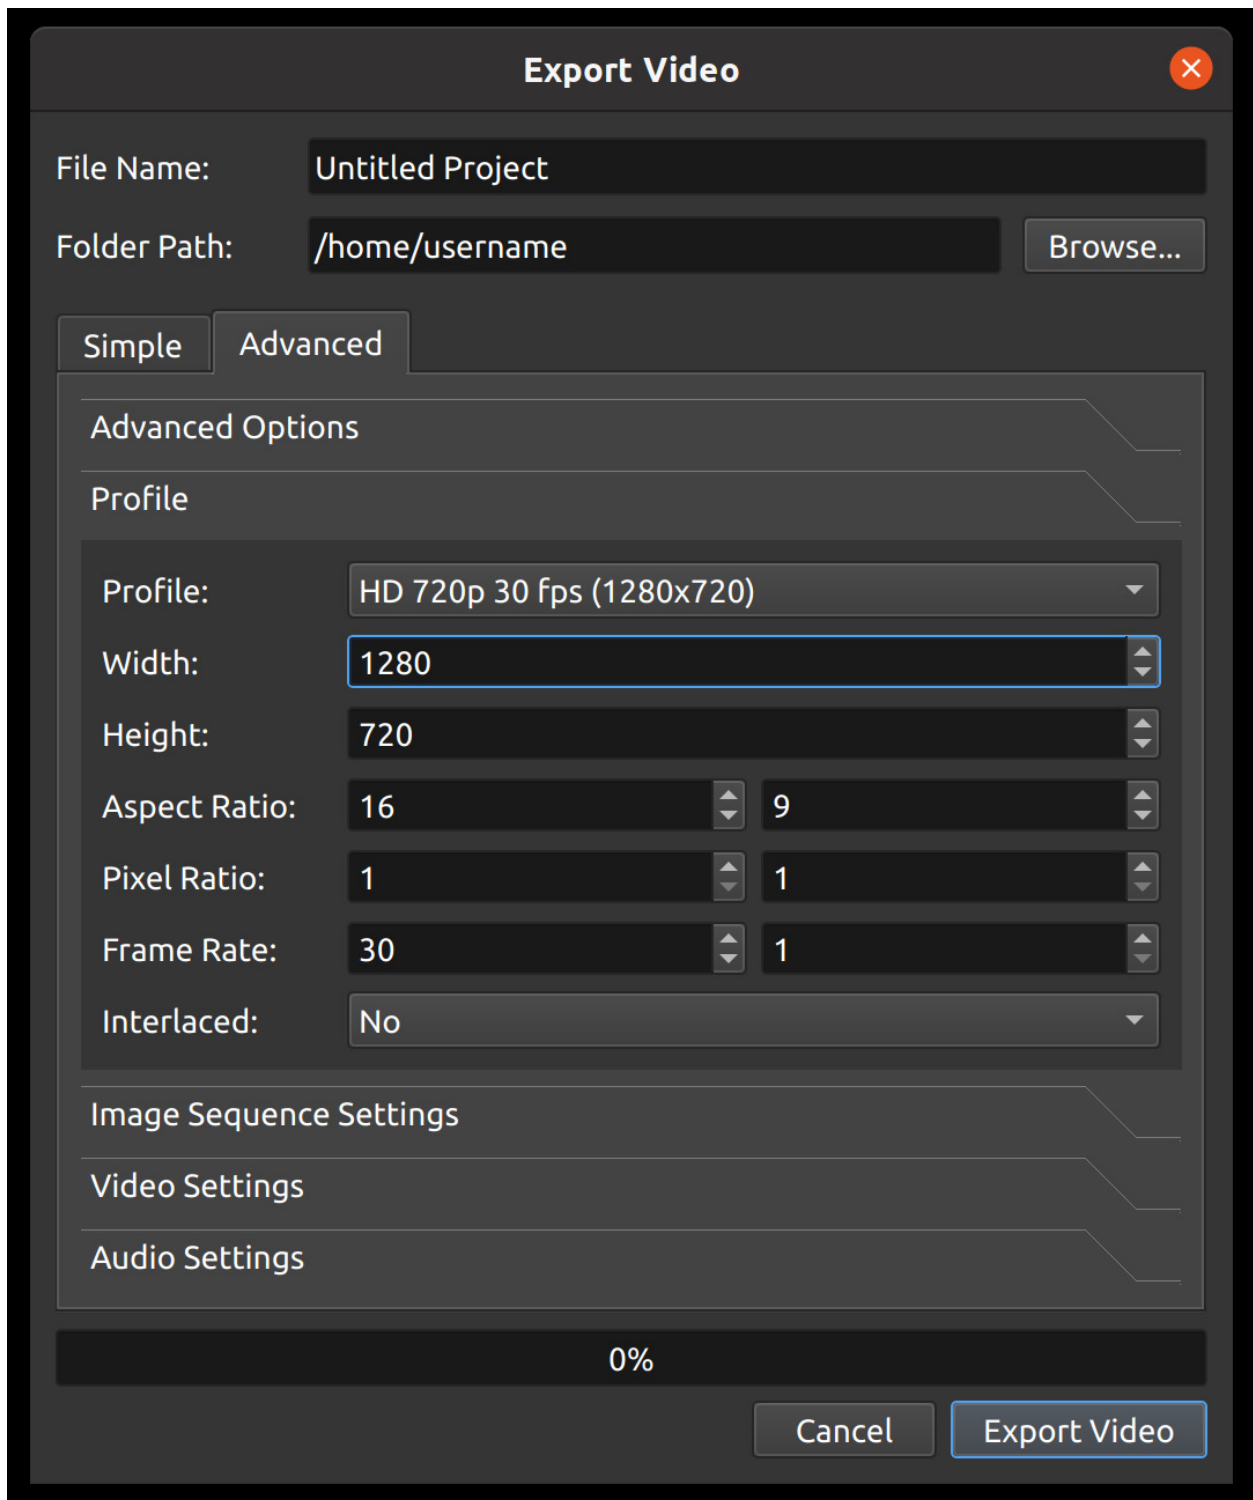 Export Video
File Name: Untitled Project
Folder Path: /home/username Browse...
Simple Advanced
Advanced Options
Profile
Profile: HD 720p 30 fps (1280x720)
Width: 1280
Height: 720
Aspect Ratio: 16 9
Pixel Ratio: 1 1
Frame Rate: 30 1
Interlaced: No
Image Sequence Settings
Video Settings
Audio Settings
0%
Cancel Export Video